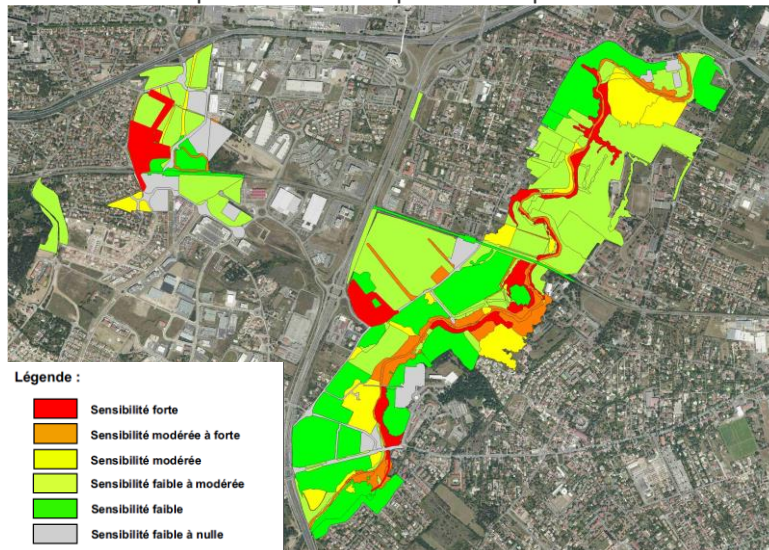 Légende :
Sensibilité forte
Sensibilité modérée à forte
Sensibilité modérée
Sensibilité faible à modérée
Sensibilité faible
Sensibilité faible à nulle